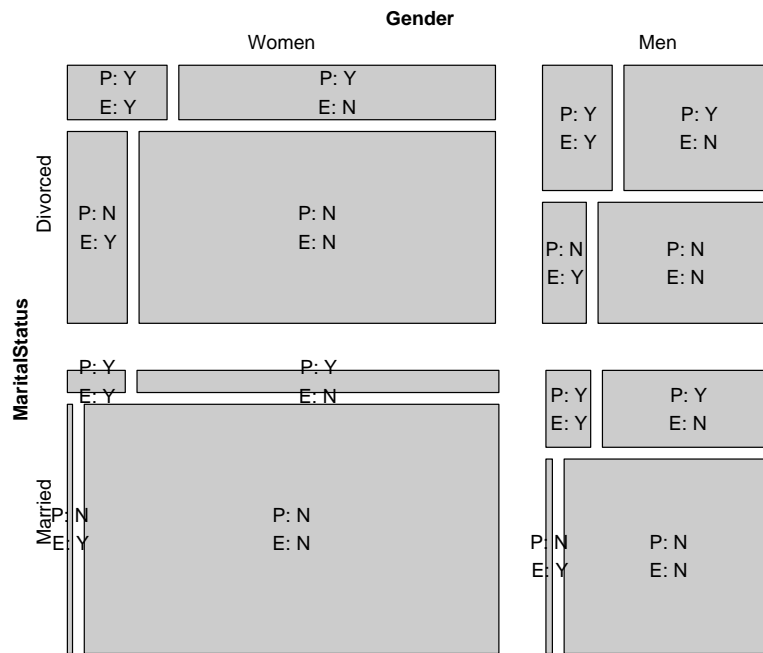 Gender
Women Men
MaritalStatus
Divorced
P: Y
E: Y
P: Y
E: N
P: Y
E: Y
P: Y
E: N
P: N
E: Y
P: N
E: N
P: N
E: Y
P: N
E: N
Married
P: Y
E: Y
P: Y
E: N
P: Y
E: Y
P: Y
E: N
P: N
E: Y
P: N
E: N
P: N
E: Y
P: N
E: N